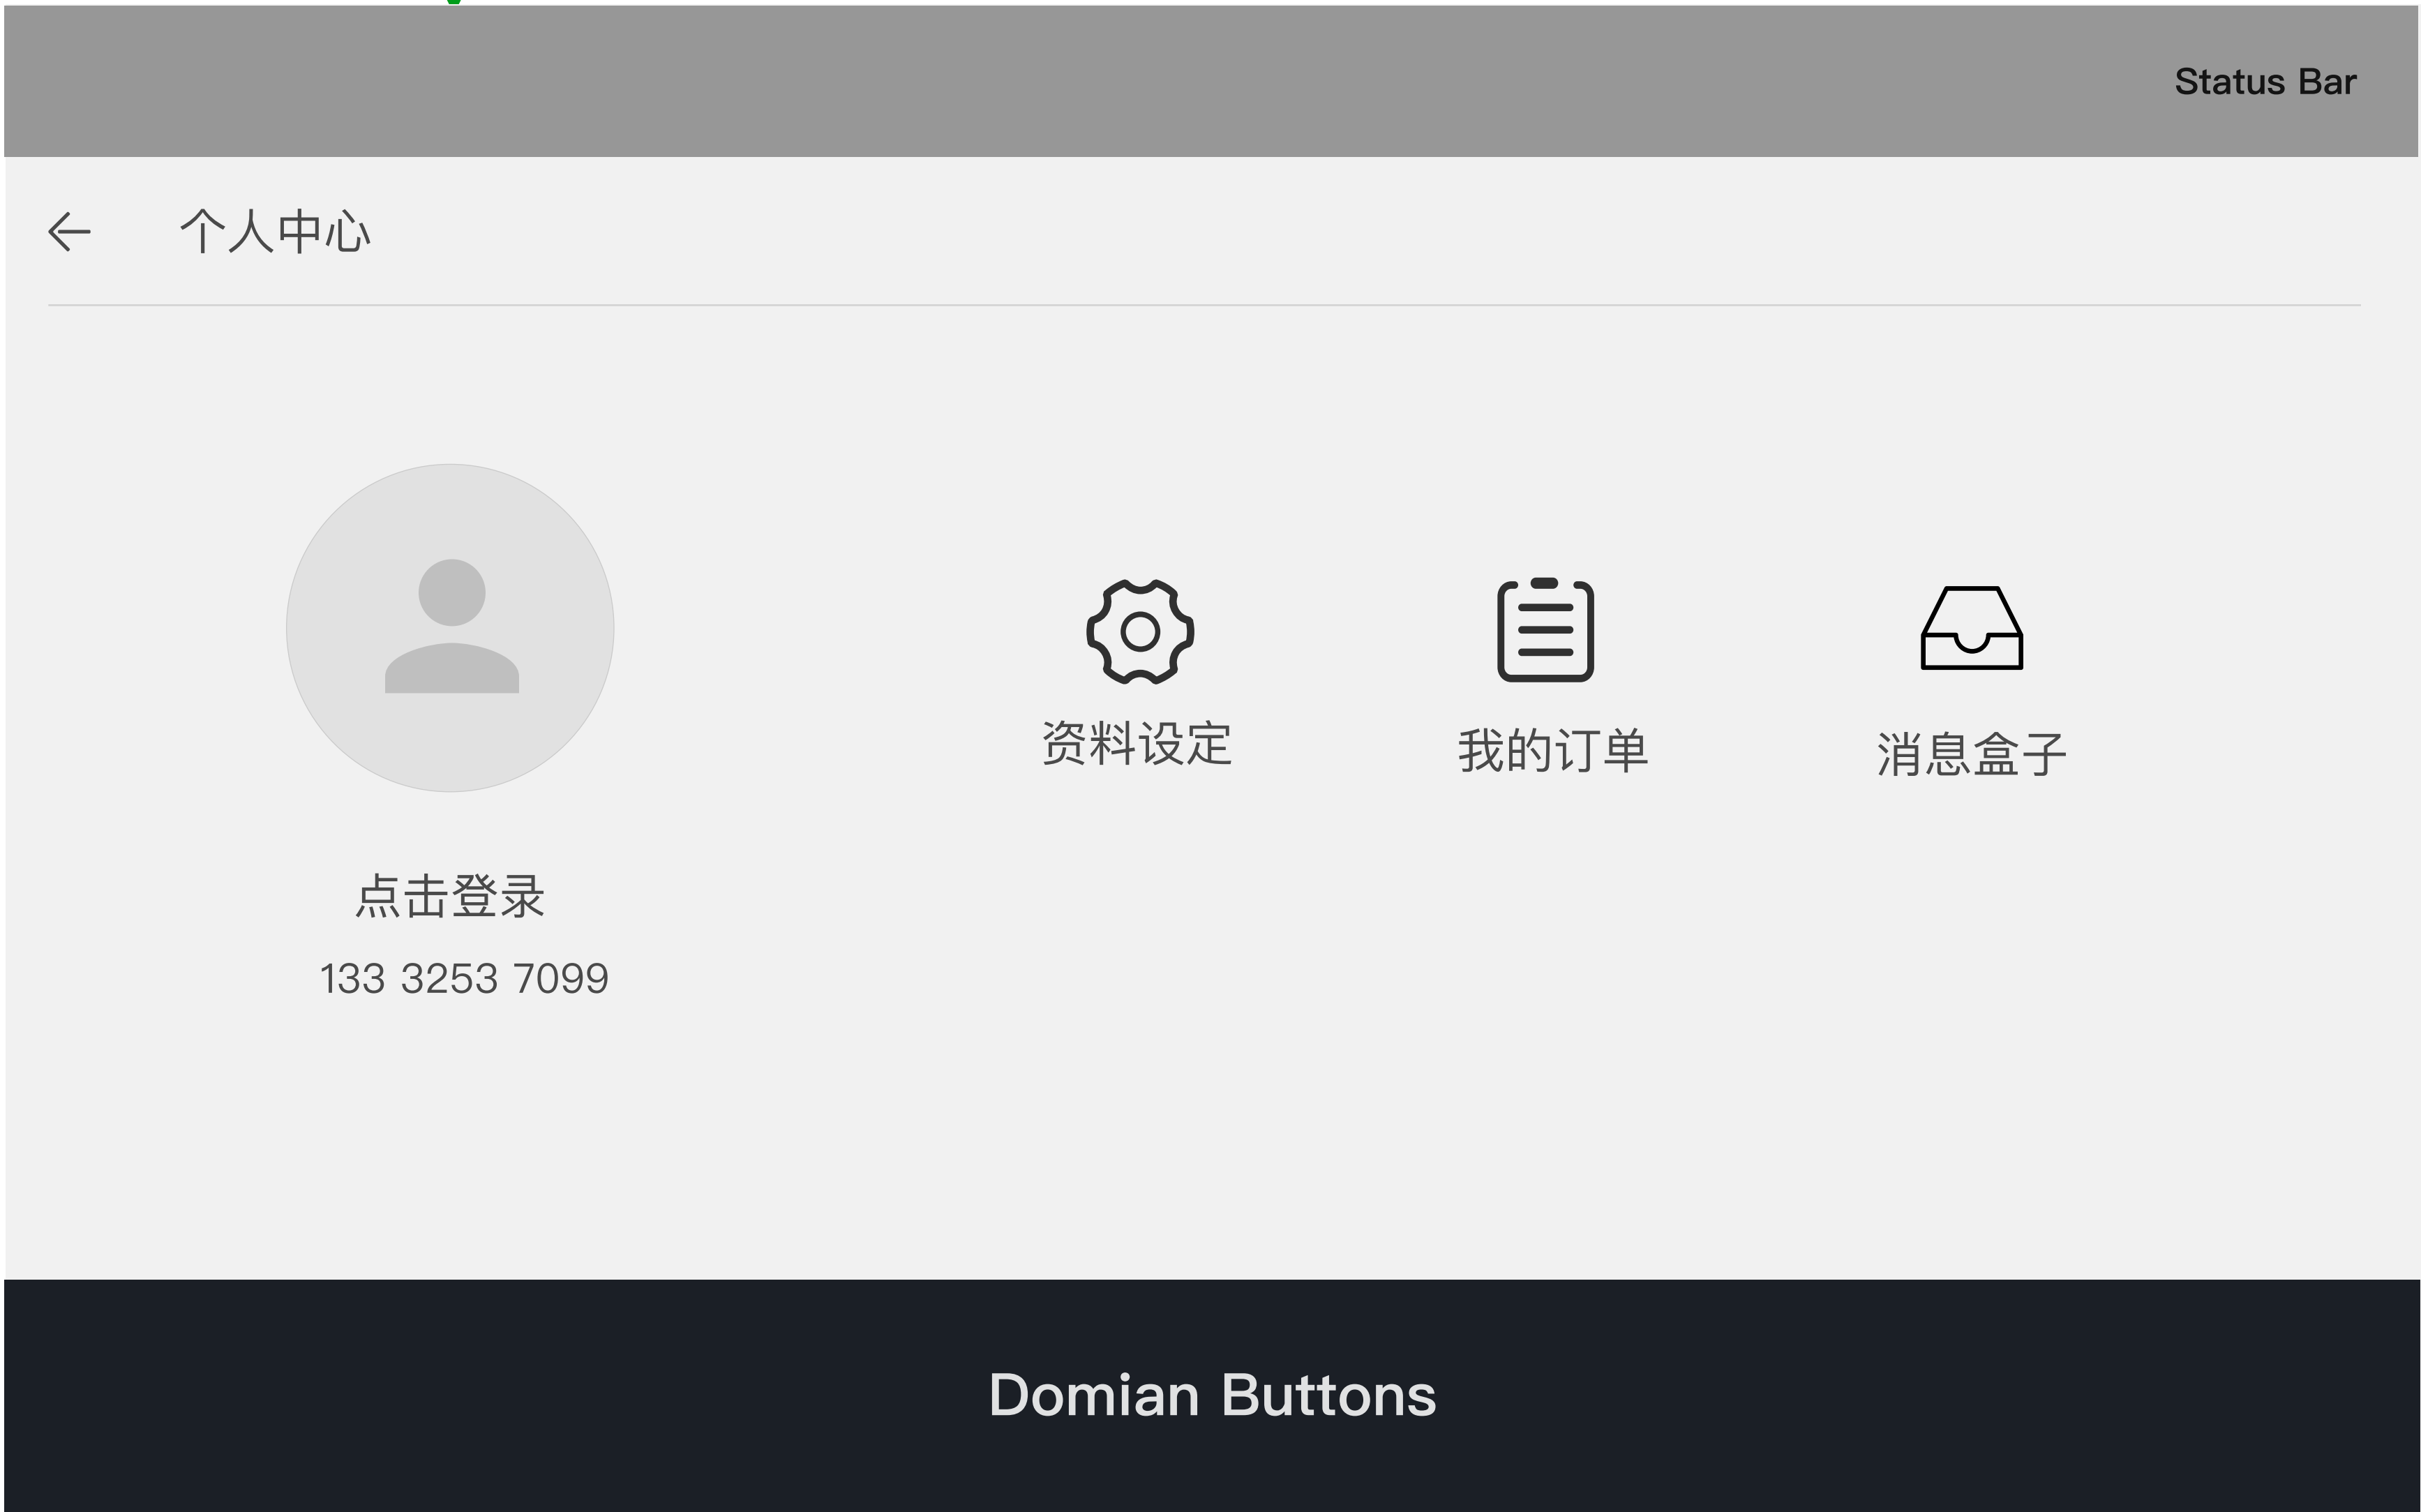 Status Bar
个人中心
资料设定
我的订单
消息盒子
点击登录
133 3253 7099
Domian Buttons